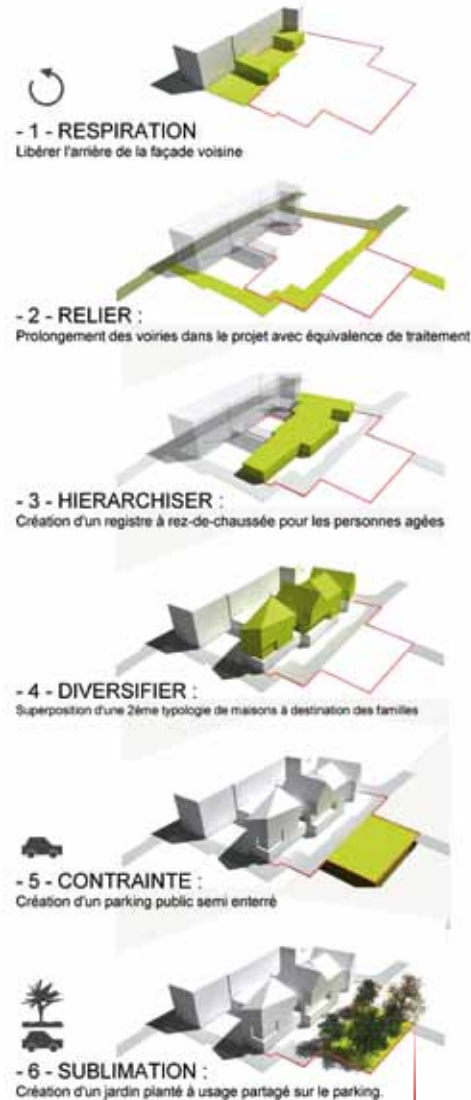 - 1 - RESPIRATION
Libérer l'arrière de la façade voisine
- 2 - RELIER :
Prolongement des voiries dans le projet avec équivalence de traitement
- 3 - HIERARCHISER :
Création d'un registre à rez-de-chaussée pour les personnes agées
- 4 - DIVERSIFIER :
Superposition d'une 2éme typologie de maisons à destination des familles
- 5 - CONTRAINTE :
Création d'un parking public semi enterré
- 6 - SUBLIMATION :
Création d'un jardin planté à usage partagé sur le parking.